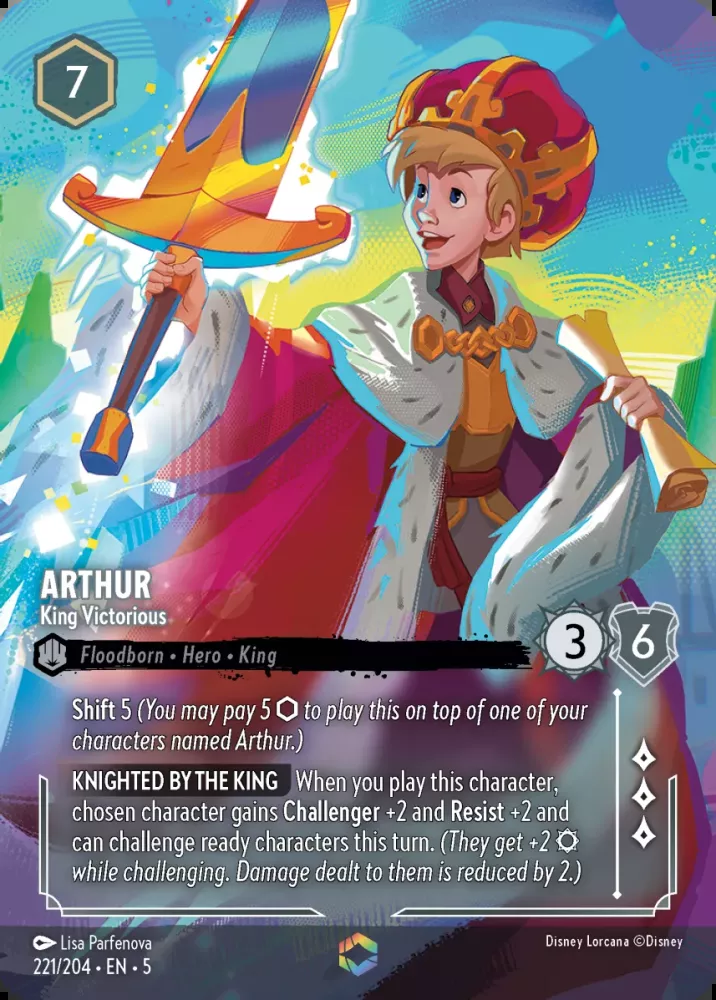 7
ARTHUR
King Victorious
Floodborn • Hero • King
3 6
Shift 5 (You may pay 5 ⬡ to play this on top of one of your
characters named Arthur.)
KNIGHTED BY THE KING When you play this character,
chosen character gains Challenger +2 and Resist +2 and
can challenge ready characters this turn. (They get +2 ¤
while challenging. Damage dealt to them is reduced by 2.)
Lisa Parfenova
Disney Lorcana ©Disney
221/204 • EN • 5